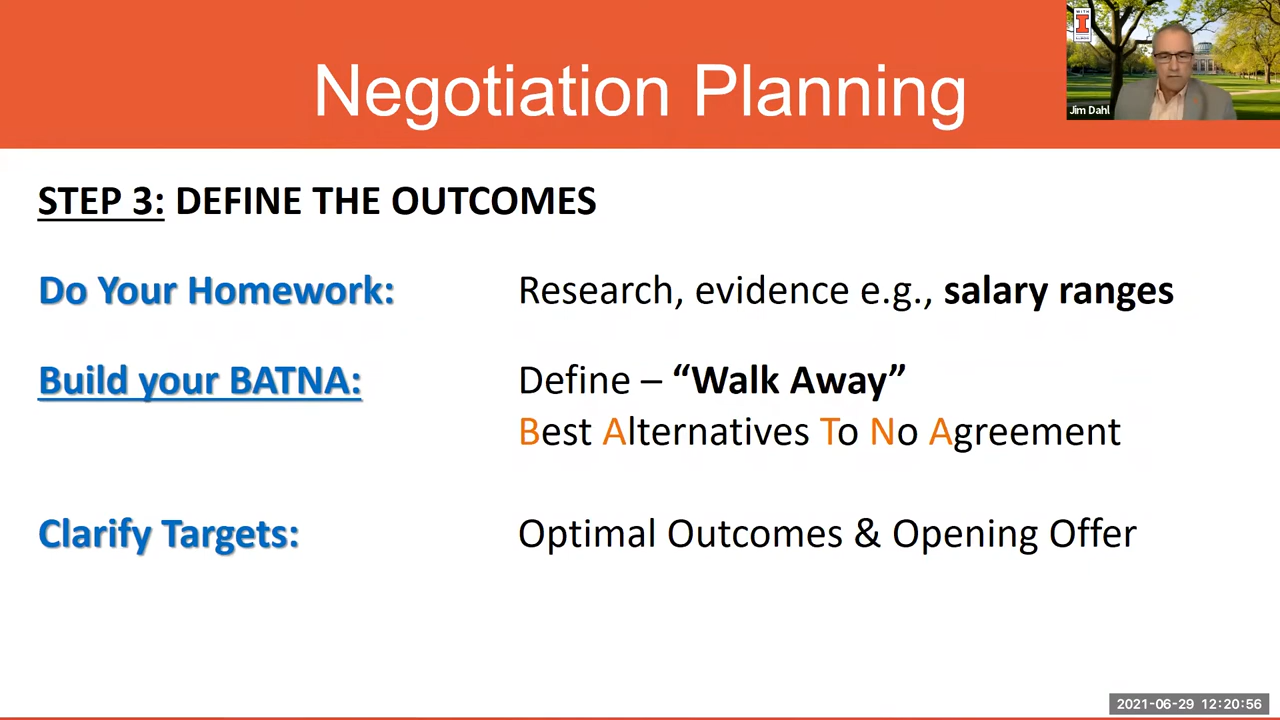 Negotiation Planning
WITH
I
ILLINOIS
Jim Dahl
STEP 3: DEFINE THE OUTCOMES
Do Your Homework: Research, evidence e.g., salary ranges
Build your BATNA: Define – “Walk Away”
Best Alternatives To No Agreement
Clarify Targets: Optimal Outcomes & Opening Offer
2021-06-29 12:20:56